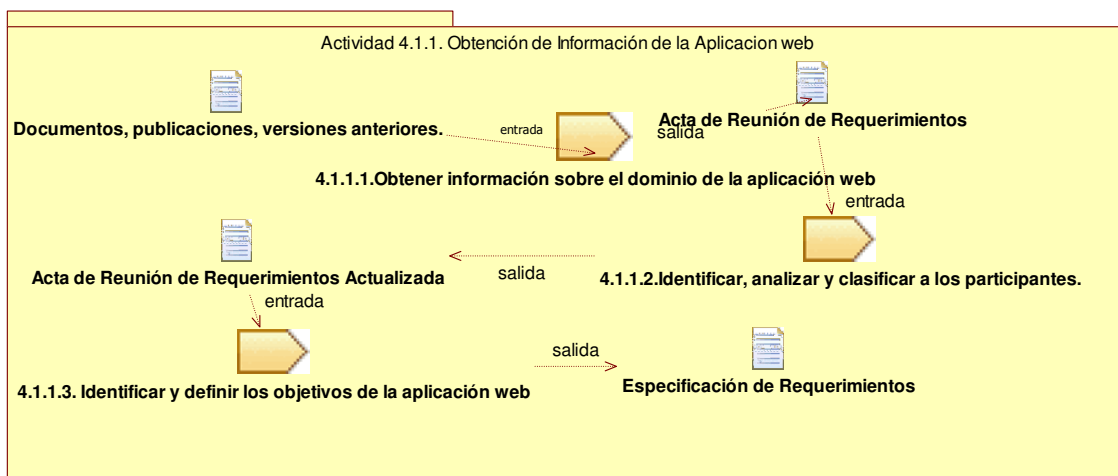 Actividad 4.1.1. Obtención de Información de la Aplicacion web
Documentos, publicaciones, versiones anteriores.
entrada
salida
Acta de Reunión de Requerimientos
4.1.1.1.Obtener información sobre el dominio de la aplicación web
entrada
Acta de Reunión de Requerimientos Actualizada
salida
4.1.1.2.Identificar, analizar y clasificar a los participantes.
entrada
4.1.1.3. Identificar y definir los objetivos de la aplicación web
salida
Especificación de Requerimientos